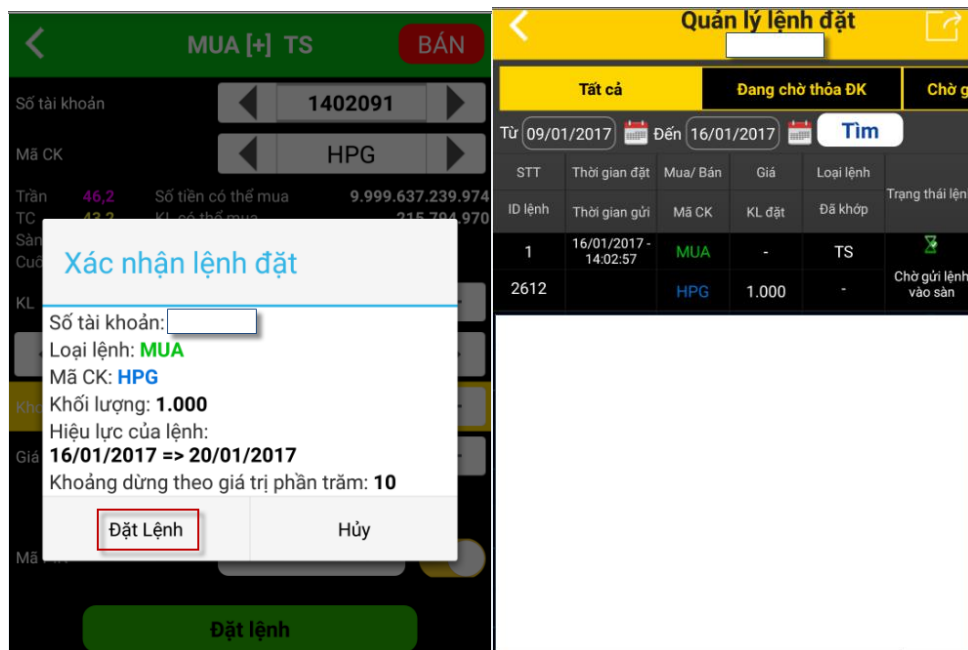 MUA [+] TS
BÁN
Số tài khoản
1402091
Mã CK
HPG
Trần 46,2 Số tiền có thể mua 9.999.637.239.974
TC 43,2 KL có thể mua 215.794.970
Sàn
KL
Giá
Mã
Xác nhận lệnh đặt
Số tài khoản:
Loại lệnh: MUA
Mã CK: HPG
Khối lượng: 1.000
Hiệu lực của lệnh:
16/01/2017 => 20/01/2017
Khoảng dừng theo giá trị phần trăm: 10
Đặt Lệnh
Hủy
Đặt lệnh
Quản lý lệnh đặt
Tất cả
Đang chờ thỏa ĐK
Chờ g
Từ 09/01/2017 Đến 16/01/2017 Tìm
STT Thời gian đặt Mua/ Bán Giá Loại lệnh
Trạng thái lệnh
ID lệnh Thời gian gửi Mã CK KL đặt Đã khớp
1 16/01/2017 - MUA - TS
14:02:57
2612 HPG 1.000 -
Chờ gửi lệnh
vào sàn